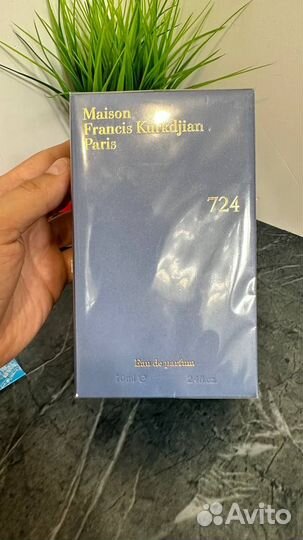 Maison
Francis Kurkdjian
Paris
724
Eau de parfum
70ml e 2.4fl.oz
Avito